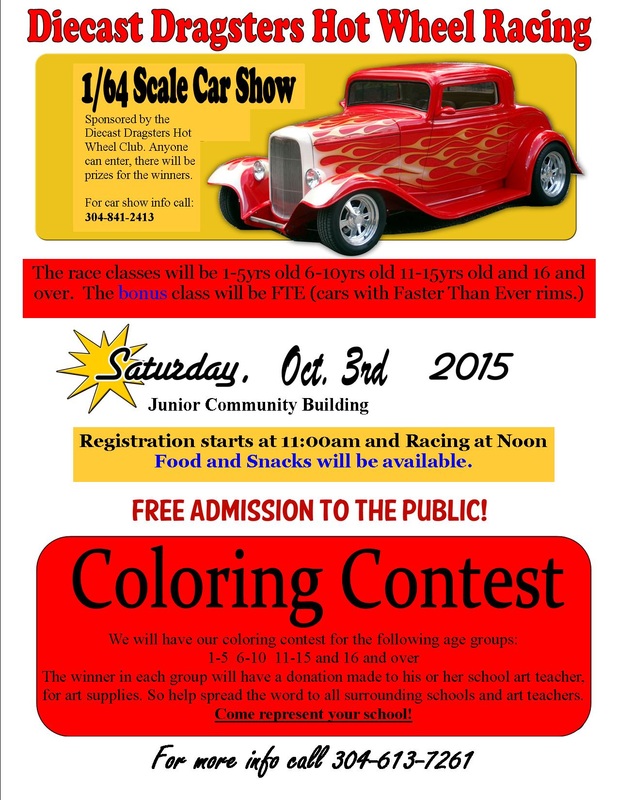 Diecast Dragsters Hot Wheel Racing
1/64 Scale Car Show
Sponsored by the
Diecast Dragsters Hot
Wheel Club. Anyone
can enter, there will be
prizes for the winners.
For car show info call:
304-841-2413
The race classes will be 1-5yrs old 6-10yrs old 11-15yrs old and 16 and
over. The bonus class will be FTE (cars with Faster Than Ever rims.)
Saturday. Oct. 3rd 2015
Junior Community Building
Registration starts at 11:00am and Racing at Noon
Food and Snacks will be available.
FREE ADMISSION TO THE PUBLIC!
Coloring Contest
We will have our coloring contest for the following age groups:
1-5 6-10 11-15 and 16 and over
The winner in each group will have a donation made to his or her school art teacher,
for art supplies. So help spread the word to all surrounding schools and art teachers.
Come represent your school!
For more info call 304-613-7261